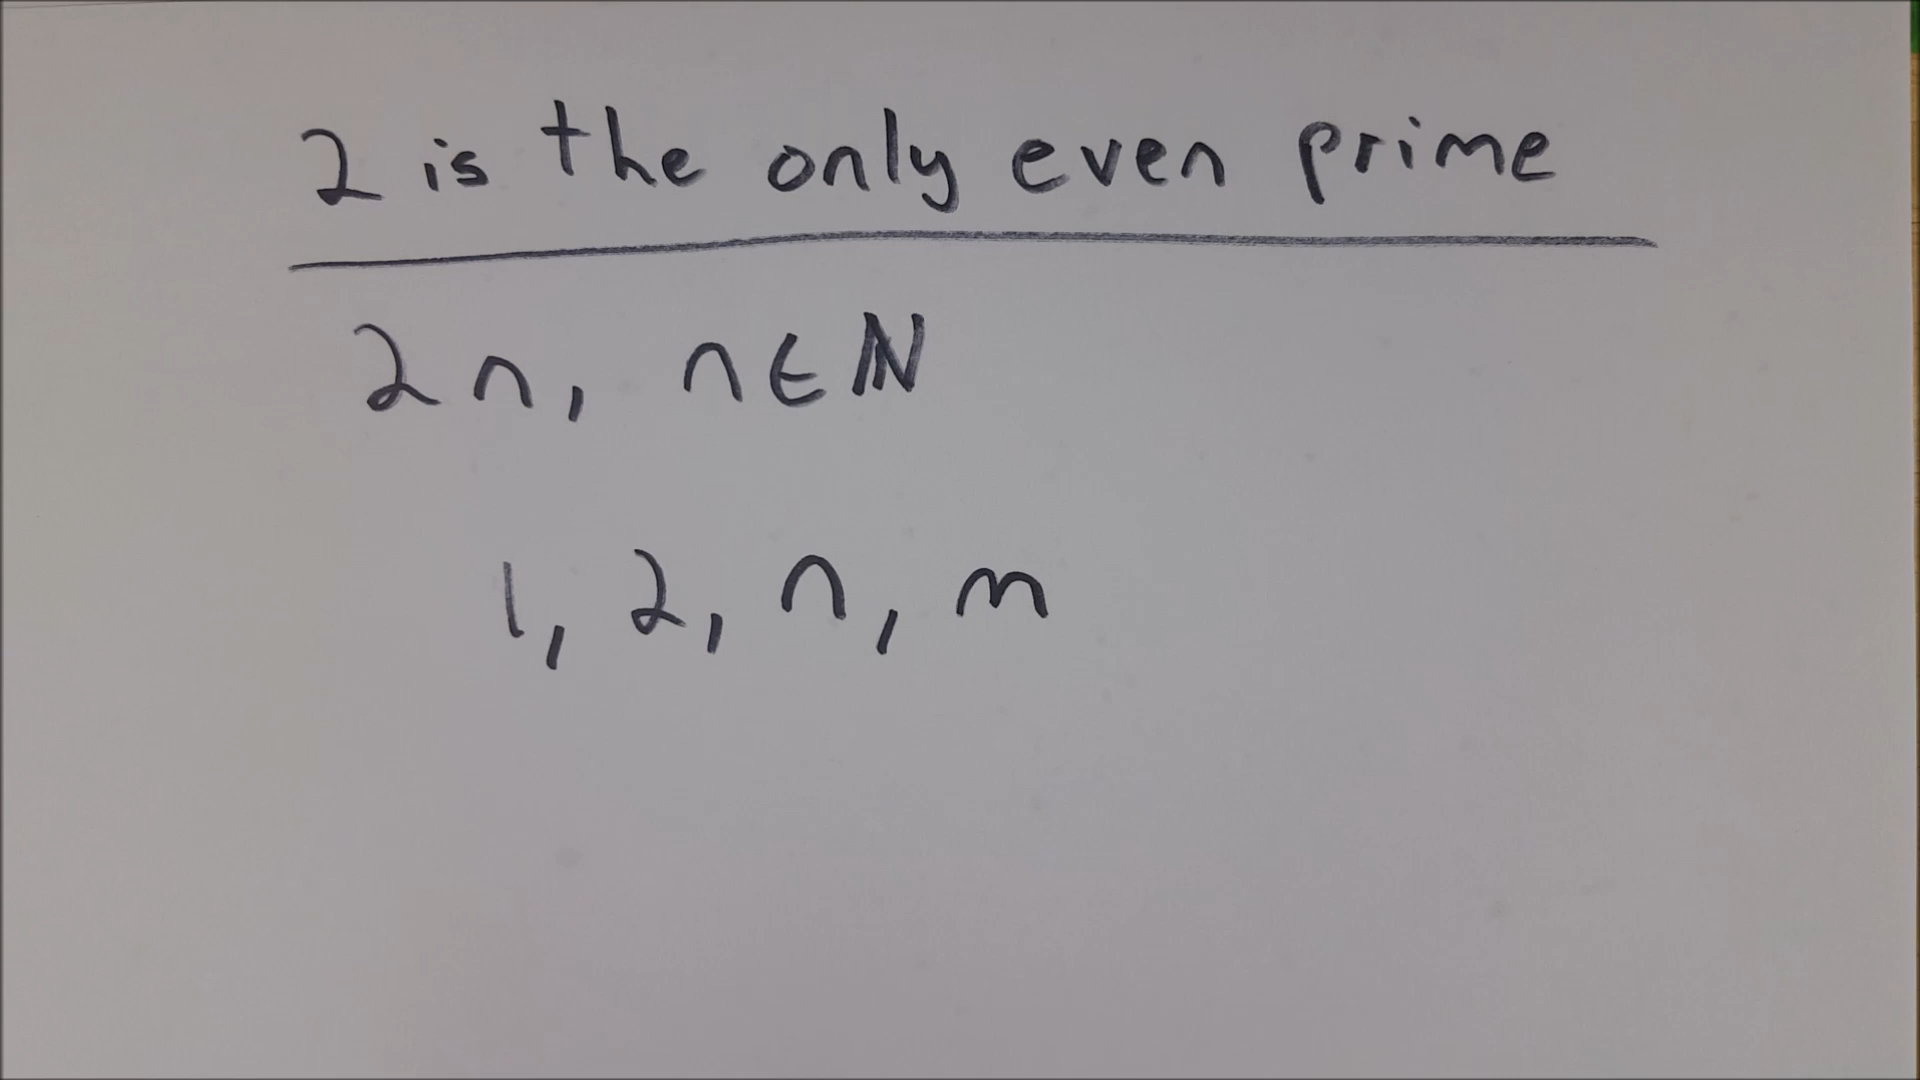 2 is the only even prime
2n, n∈ℕ
1, 2, n, m